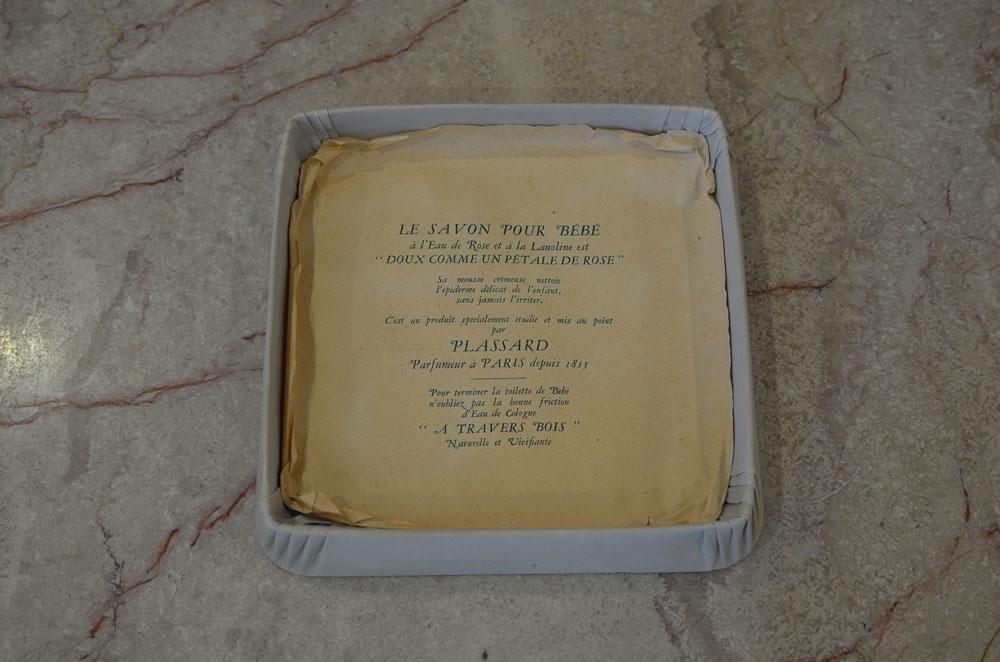 LE SAVON POUR BÉBÉ
à l'Eau de Rose et à la Lanoline est
“ DOUX COMME UN PETALE DE ROSE ”
Sa mousse crémeuse nettoie
l'epiderme délicat de l'enfant,
sans jamais l'irriter.
C'est un produit spécialement étudié et mis au point
par
PLASSARD
Parfumeur à PARIS depuis 1815
Pour terminer la toilette de Bébé
n'oubliez pas la bonne friction
d'Eau de Cologne
“ A TRAVERS BOIS ”
Naturelle et Vivifiante